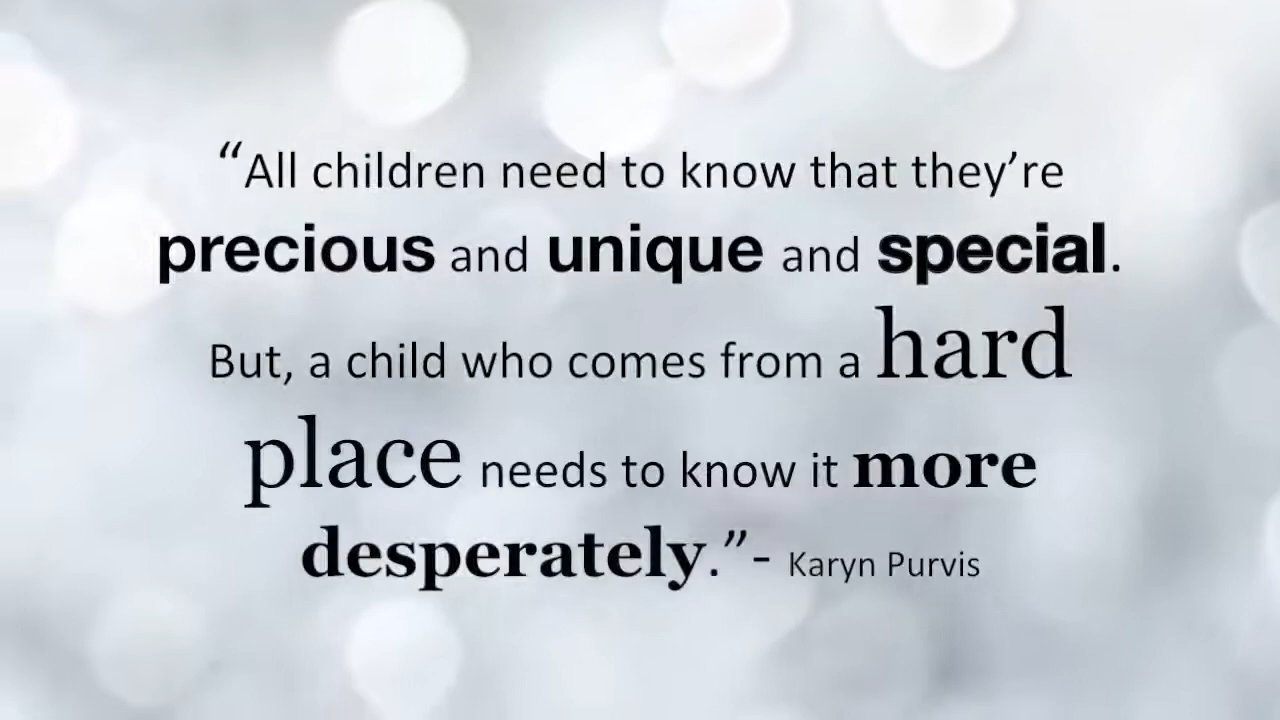 “All children need to know that they’re
precious and unique and special.
But, a child who comes from a hard
place needs to know it more
desperately.”- Karyn Purvis